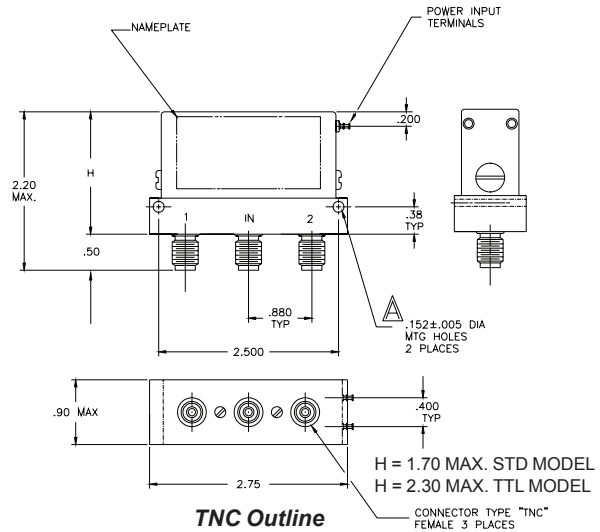 NAMEPLATE
POWER INPUT
TERMINALS
.200
2.20
MAX.
H
.50
1
IN
2
.38
TYP
.880
TYP
2.500
A
.152±.005 DIA
MTG HOLES
2 PLACES
.90 MAX
.400
TYP
2.75
H = 1.70 MAX. STD MODEL
H = 2.30 MAX. TTL MODEL
CONNECTOR TYPE "TNC"
FEMALE 3 PLACES
TNC Outline